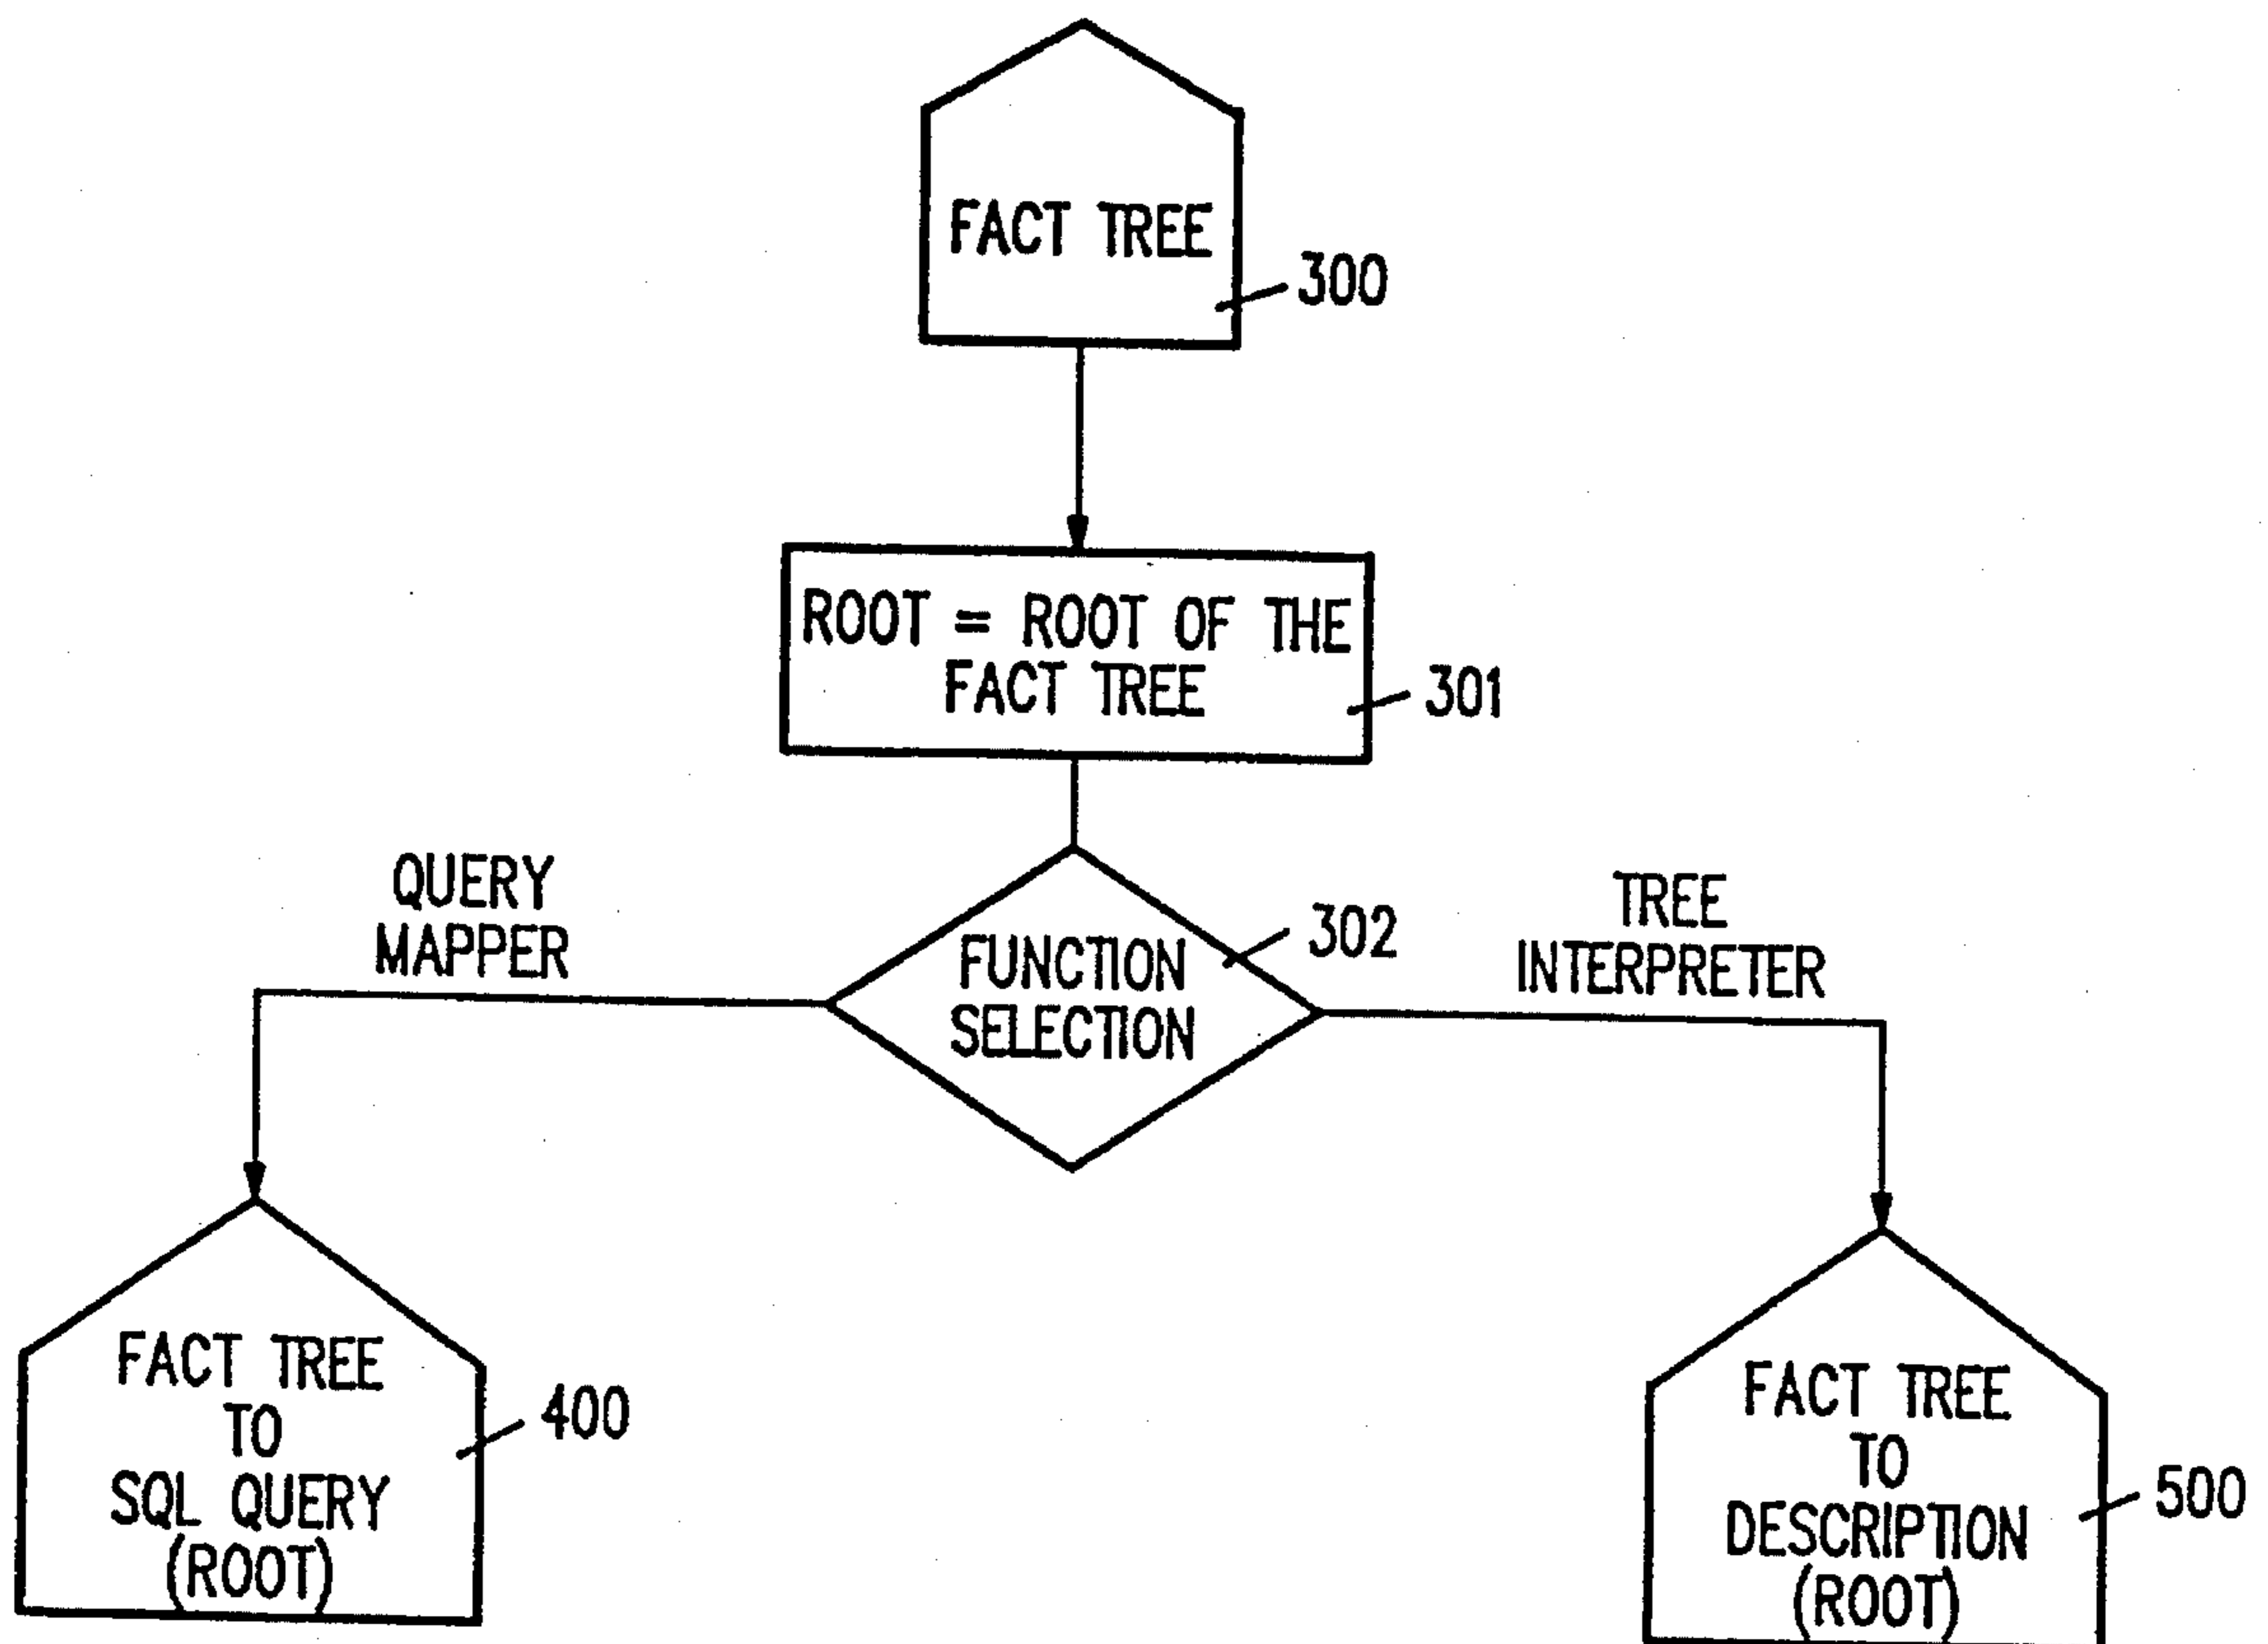 FACT TREE
300
ROOT = ROOT OF THE
FACT TREE
301
QUERY
MAPPER
FUNCTION
SELECTION
302
TREE
INTERPRETER
FACT TREE
TO
SQL QUERY
(ROOT)
400
FACT TREE
TO
DESCRIPTION
(ROOT)
500